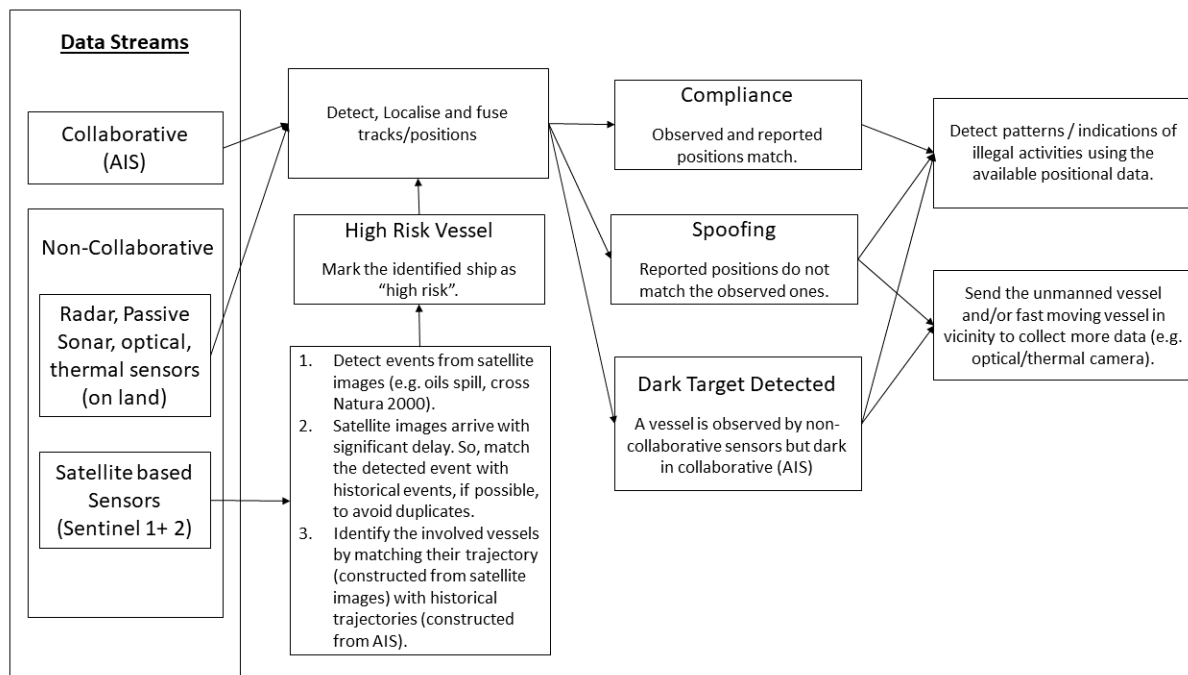 Data Streams
Collaborative
(AIS)
Non-Collaborative
Radar, Passive
Sonar, optical,
thermal sensors
(on land)
Satellite based
Sensors
(Sentinel 1+ 2)
Detect, Localise and fuse
tracks/positions
High Risk Vessel
Mark the identified ship as
“high risk”.
1. Detect events from satellite
images (e.g. oils spill, cross
Natura 2000).
2. Satellite images arrive with
significant delay. So, match
the detected event with
historical events, if possible,
to avoid duplicates.
3. Identify the involved vessels
by matching their trajectory
(constructed from satellite
images) with historical
trajectories (constructed
from AIS).
Compliance
Observed and reported
positions match.
Spoofing
Reported positions do not
match the observed ones.
Dark Target Detected
A vessel is observed by non-
collaborative sensors but dark
in collaborative (AIS)
Detect patterns / indications of
illegal activities using the
available positional data.
Send the unmanned vessel
and/or fast moving vessel in
vicinity to collect more data (e.g.
optical/thermal camera).